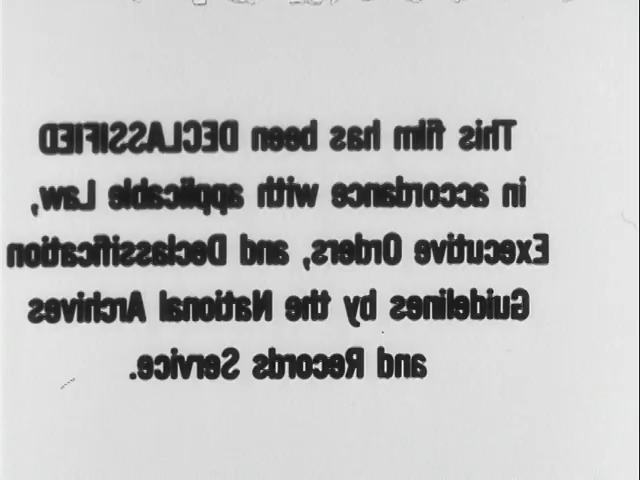 This film has been DECLASSIFIED
in accordance with applicable Law,
Executive Orders, and Declassification
Guidelines by the National Archives
and Records Service.